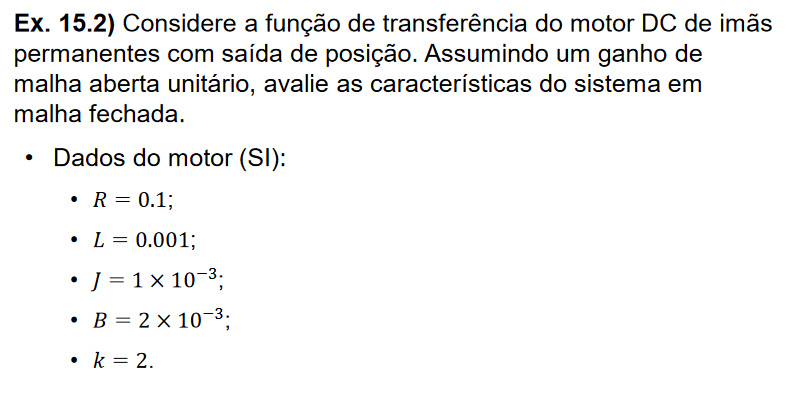 Ex. 15.2) Considere a função de transferência do motor DC de imãs
permanentes com saída de posição. Assumindo um ganho de
malha aberta unitário, avalie as características do sistema em
malha fechada.
• Dados do motor (SI):
• R = 0.1;
• L = 0.001;
• J = 1 × 10⁻³;
• B = 2 × 10⁻³;
• k = 2.